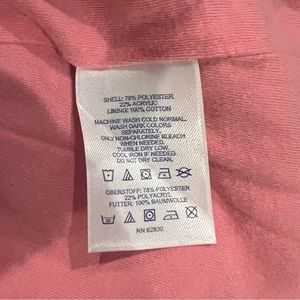 SHELL: 78% POLYESTER
22% ACRYLIC
LINING: 100% COTTON
MACHINE WASH COLD NORMAL.
WASH DARK COLORS
SEPARATELY.
ONLY NON-CHLORINE BLEACH
WHEN NEEDED.
TUMBLE DRY LOW.
COOL IRON IF NEEDED.
DO NOT DRY CLEAN.
OBERSTOFF: 78% POLYESTER
22% POLYACRYL
FUTTER: 100% BAUMWOLLE
RN 62830